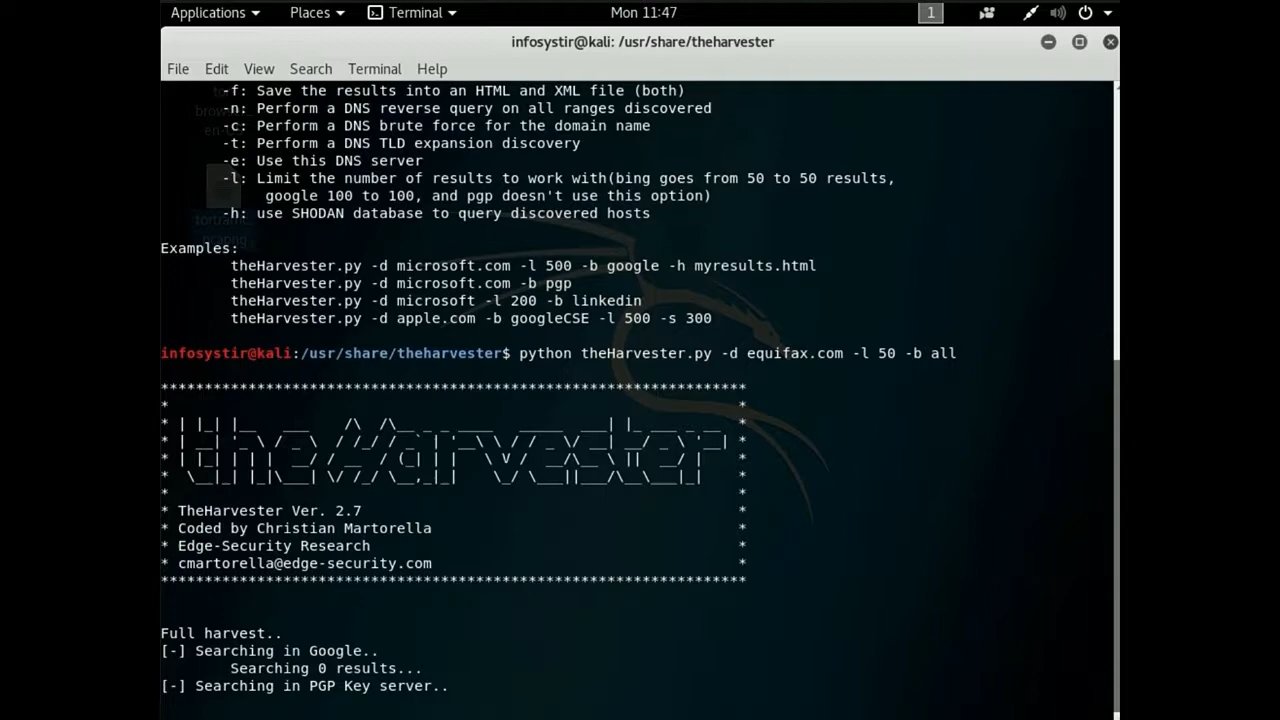 Applications Places Terminal Mon 11:47 1
infosystir@kali: /usr/share/theharvester
File Edit View Search Terminal Help
-f: Save the results into an HTML and XML file (both)
-n: Perform a DNS reverse query on all ranges discovered
-c: Perform a DNS brute force for the domain name
-t: Perform a DNS TLD expansion discovery
-e: Use this DNS server
-l: Limit the number of results to work with(bing goes from 50 to 50 results,
google 100 to 100, and pgp doesn't use this option)
-h: use SHODAN database to query discovered hosts
Examples:
theHarvester.py -d microsoft.com -l 500 -b google -h myresults.html
theHarvester.py -d microsoft.com -b pgp
theHarvester.py -d microsoft -l 200 -b linkedin
theHarvester.py -d apple.com -b googleCSE -l 500 -s 300
infosystir@kali:/usr/share/theharvester$ python theHarvester.py -d equifax.com -l 50 -b all
*******************************************************************
theHarvester
* TheHarvester Ver. 2.7 *
* Coded by Christian Martorella *
* Edge-Security Research *
* cmartorella@edge-security.com *
*******************************************************************
Full harvest..
[-] Searching in Google..
Searching 0 results...
[-] Searching in PGP Key server..